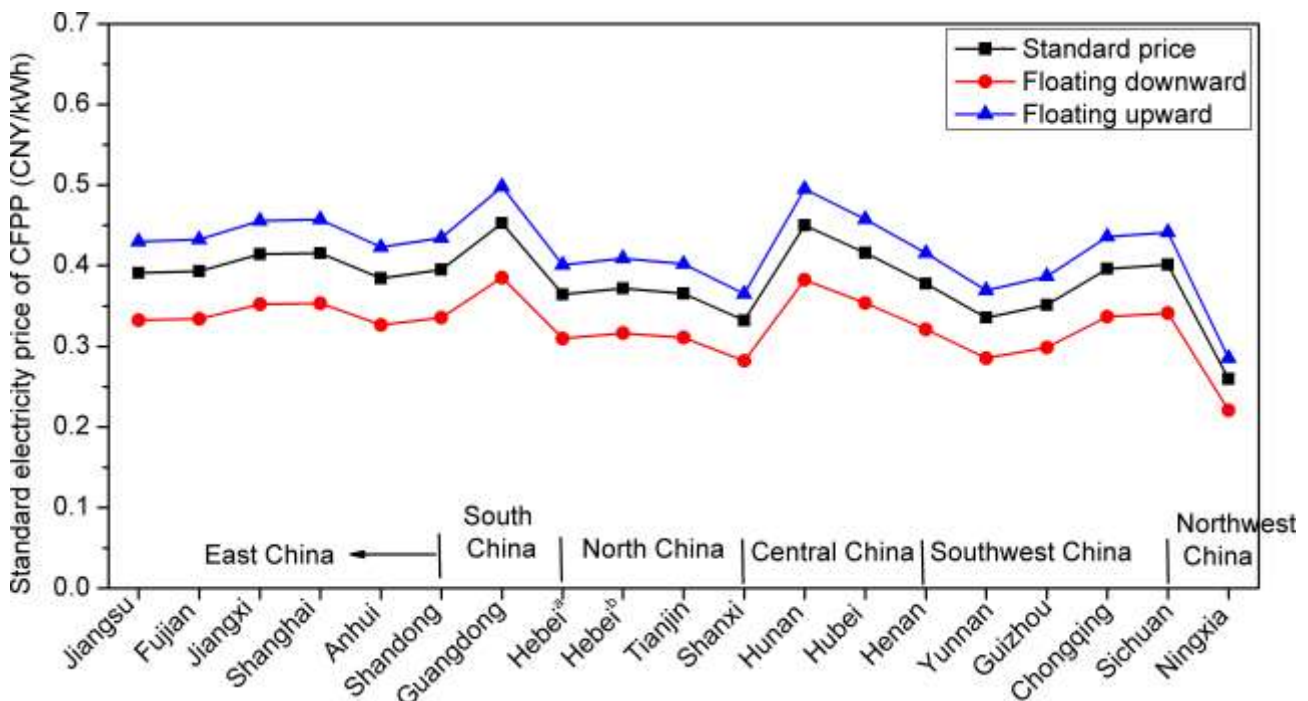 Standard electricity price of CFPP (CNY/kWh)
0.7
0.6
0.5
0.4
0.3
0.2
0.1
0.0
Standard price
Floating downward
Floating upward
East China
South
China
North China
Central China
Southwest China
Northwest
China
Jiangsu
Fujian
Jiangxi
Shanghai
Anhui
Shandong
Guangdong
Hebei^a
Hebei^b
Tianjin
Shanxi
Hunan
Hubei
Henan
Yunnan
Guizhou
Chongqing
Sichuan
Ningxia